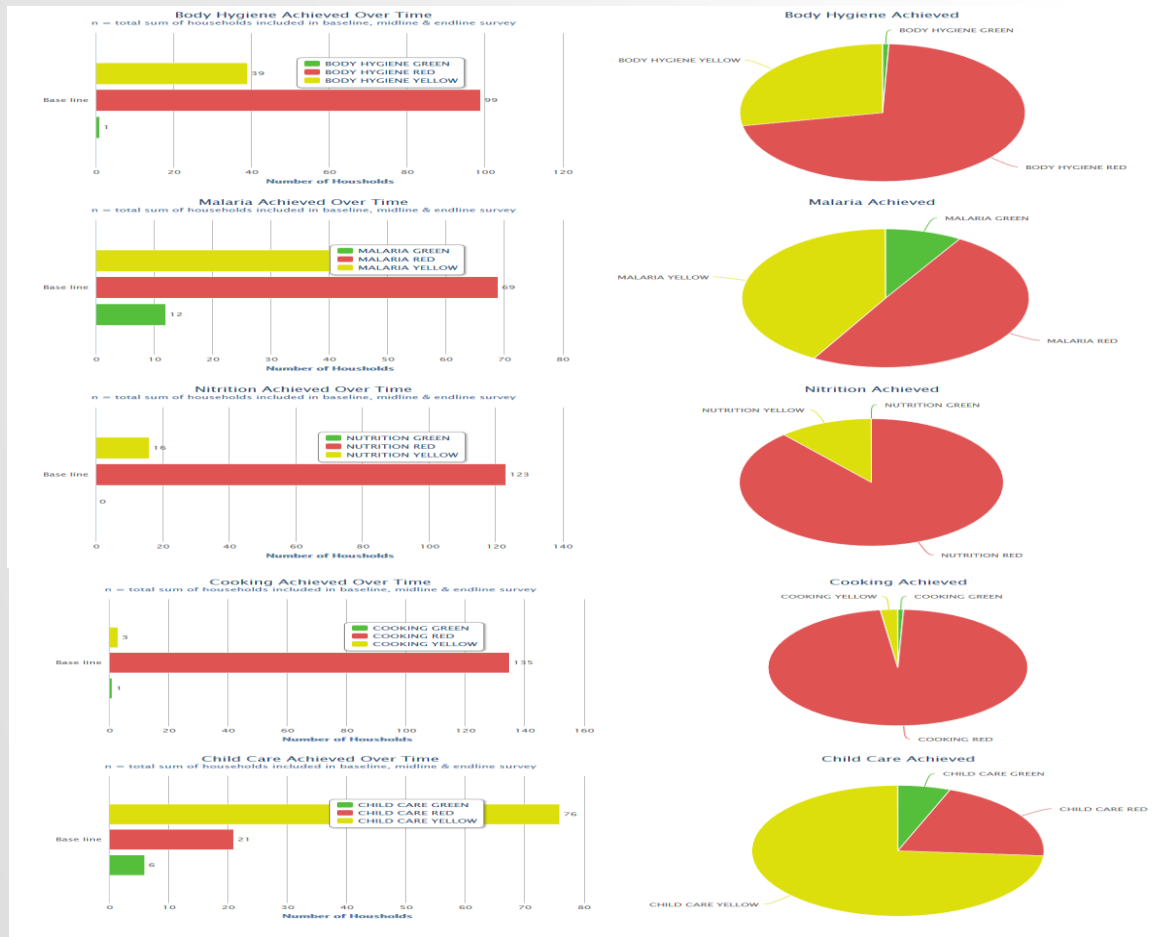 Body Hygiene Achieved Over Time
n = total sum of households included in baseline, midline & endline survey
BODY HYGIENE GREEN
BODY HYGIENE RED
BODY HYGIENE YELLOW
39
Base line
99
1
0 20 40 60 80 100 120
Number of Housholds
Body Hygiene Achieved
BODY HYGIENE GREEN
BODY HYGIENE YELLOW
BODY HYGIENE RED
Malaria Achieved Over Time
n = total sum of households included in baseline, midline & endline survey
MALARIA GREEN
MALARIA RED
MALARIA YELLOW
Base line
69
12
0 10 20 30 40 50 60 70 80
Number of Housholds
Malaria Achieved
MALARIA GREEN
MALARIA YELLOW
MALARIA RED
Nitrition Achieved Over Time
n = total sum of households included in baseline, midline & endline survey
NUTRITION GREEN
NUTRITION RED
NUTRITION YELLOW
16
Base line
123
0
0 20 40 60 80 100 120 140
Number of Housholds
Nitrition Achieved
NUTRITION GREEN
NUTRITION YELLOW
NUTRITION RED
Cooking Achieved Over Time
n = total sum of households included in baseline, midline & endline survey
COOKING GREEN
COOKING RED
COOKING YELLOW
3
Base line
135
1
0 20 40 60 80 100 120 140 160
Number of Housholds
Cooking Achieved
COOKING YELLOW COOKING GREEN
COOKING RED
Child Care Achieved Over Time
n = total sum of households included in baseline, midline & endline survey
CHILD CARE GREEN
CHILD CARE RED
CHILD CARE YELLOW
76
Base line
21
6
0 10 20 30 40 50 60 70 80
Number of Housholds
Child Care Achieved
CHILD CARE GREEN
CHILD CARE RED
CHILD CARE YELLOW